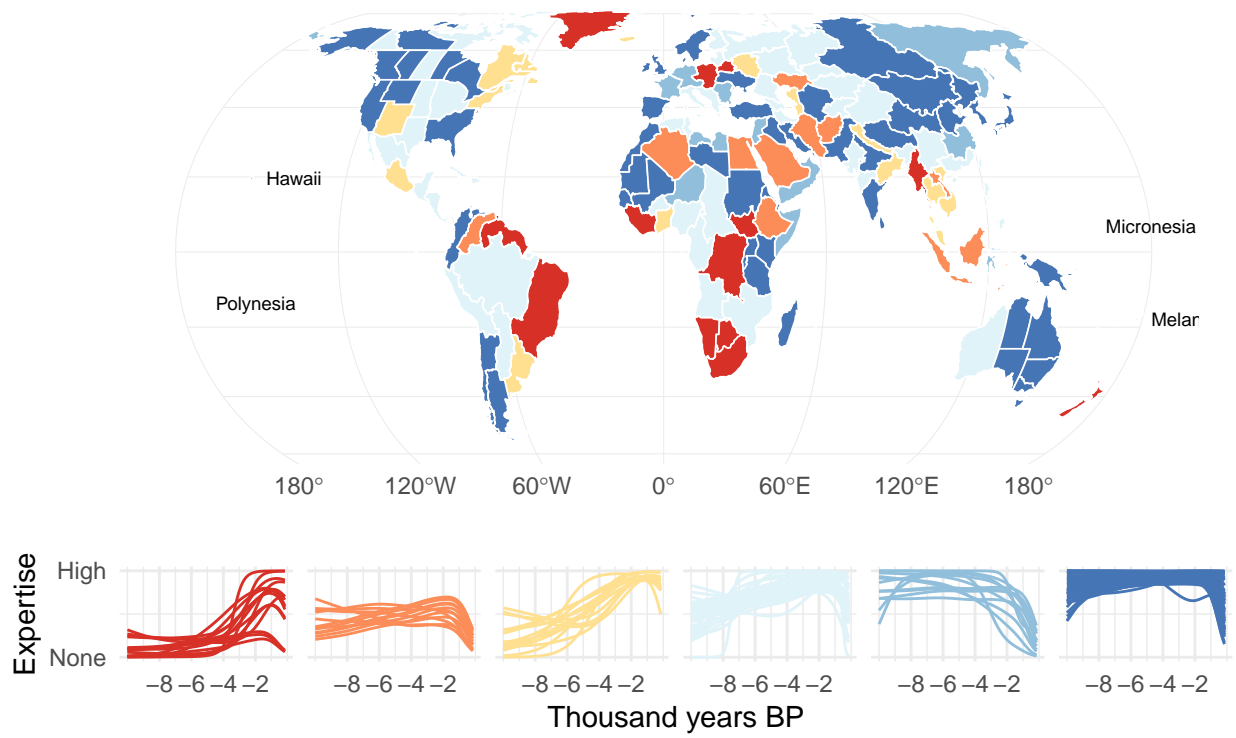 Hawaii
Micronesia
Polynesia
Melar
180° 120°W 60°W 0° 60°E 120°E 180°
Expertise
High
None
−8 −6 −4 −2 −8 −6 −4 −2 −8 −6 −4 −2 −8 −6 −4 −2 −8 −6 −4 −2 −8 −6 −4 −2
Thousand years BP